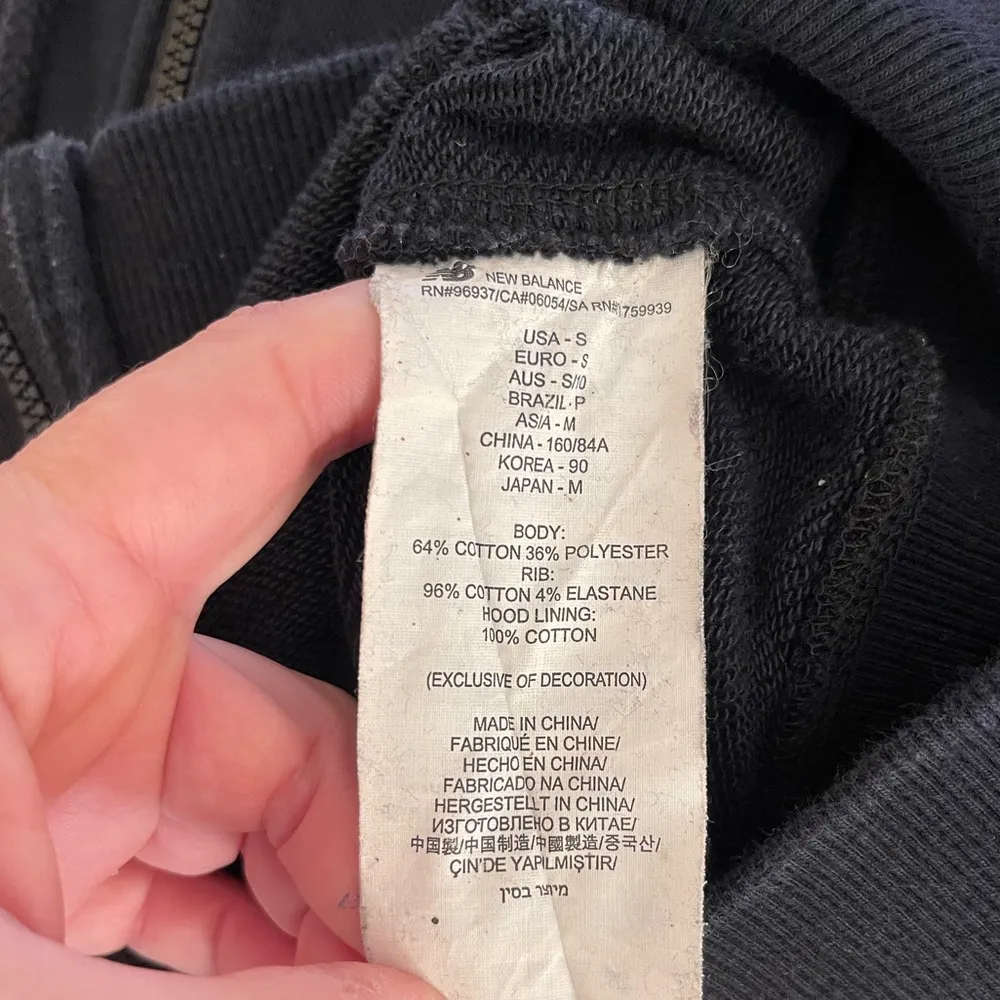 NB NEW BALANCE
RN#96937/CA#06054/SA RN#1759939
USA - S
EURO - S
AUS - S/10
BRAZIL - P
ASIA - M
CHINA - 160/84A
KOREA - 90
JAPAN - M
BODY:
64% COTTON 36% POLYESTER
RIB:
96% COTTON 4% ELASTANE
HOOD LINING:
100% COTTON
(EXCLUSIVE OF DECORATION)
MADE IN CHINA/
FABRIQUÉ EN CHINE/
HECHO EN CHINA/
FABRICADO NA CHINA/
HERGESTELLT IN CHINA/
ИЗГОТОВЛЕНО В КИТАЕ/
中国製/中国制造/中國製造/중국산/
ÇIN'DE YAPILMIŞTIR/
מיוצר בסין